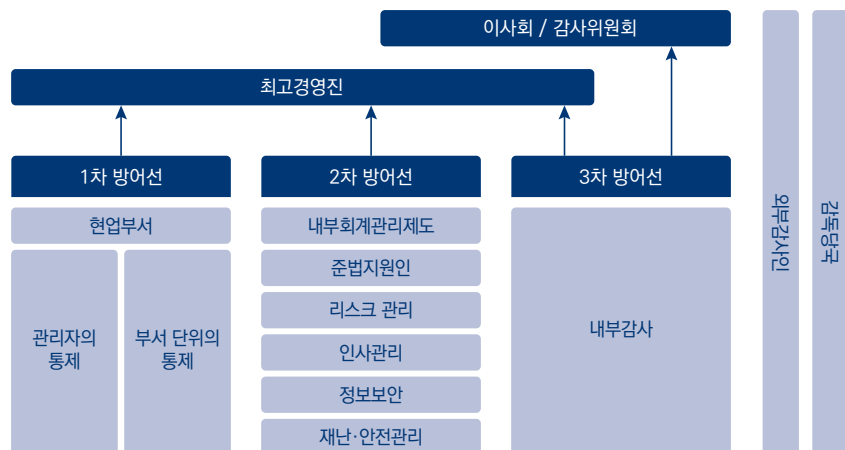 이사회 / 감사위원회
최고경영진
1차 방어선
2차 방어선
3차 방어선
현업부서
관리자의
통제
부서 단위의
통제
내부회계관리제도
준법지원인
리스크 관리
인사관리
정보보안
재난·안전관리
내부감사
외부감사인
감독당국